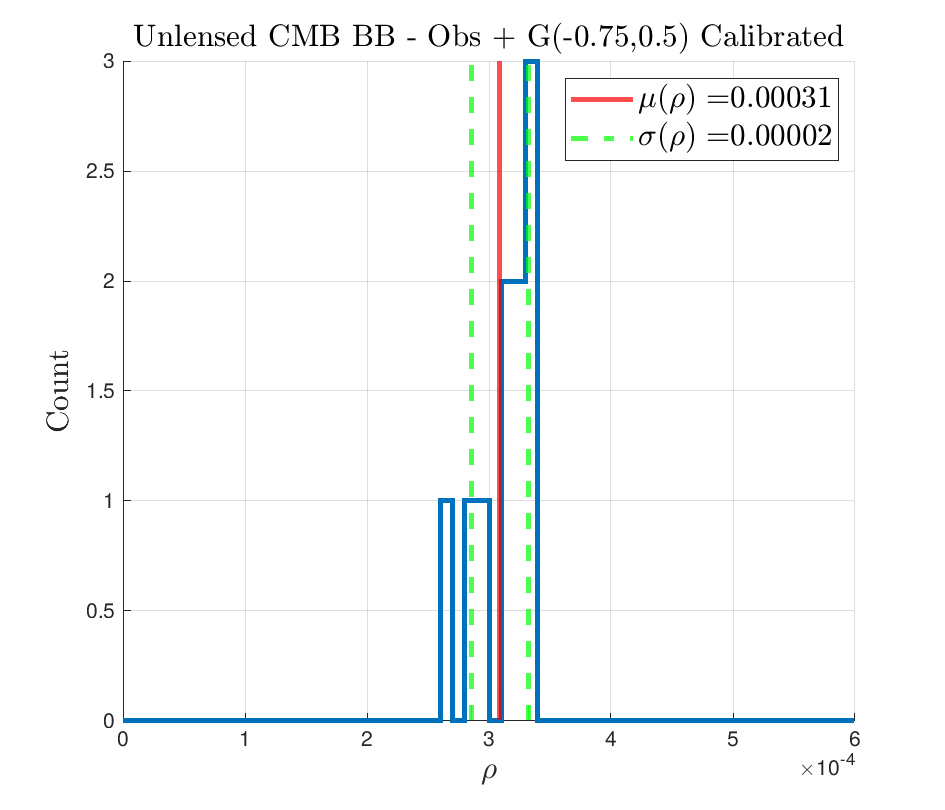 Unlensed CMB BB - Obs + G(-0.75,0.5) Calibrated
3
μ(ρ) =0.00031
σ(ρ) =0.00002
2.5
2
Count
1.5
1
0.5
0
0 1 2 3 4 5 6
×10^-4
ρ